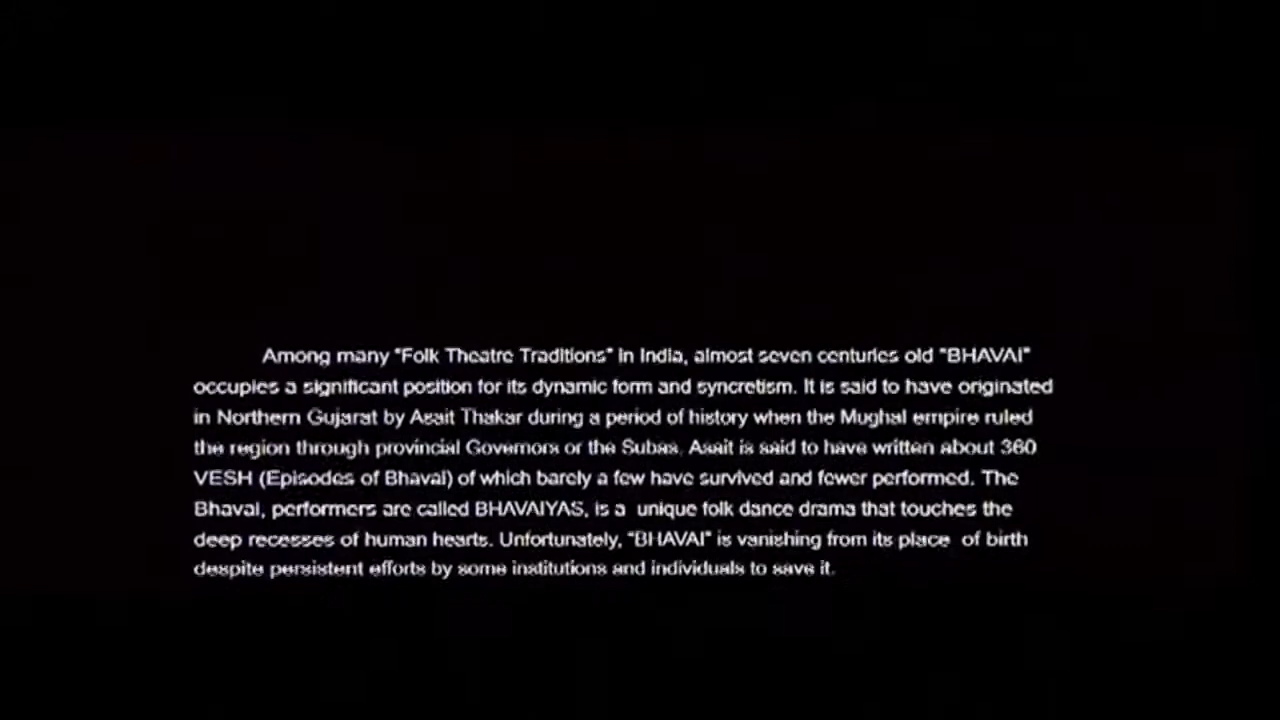 Among many "Folk Theatre Traditions" in India, almost seven centuries old "BHAVAI"
occupies a significant position for its dynamic form and syncretism. It is said to have originated
in Northern Gujarat by Asait Thakar during a period of history when the Mughal empire ruled
the region through provincial Governors or the Subas. Asait is said to have written about 360
VESH (Episodes of Bhavai) of which barely a few have survived and fewer performed. The
Bhavai, performers are called BHAVAIYAS, is a unique folk dance drama that touches the
deep recesses of human hearts. Unfortunately, "BHAVAI" is vanishing from its place of birth
despite persistent efforts by some institutions and individuals to save it.